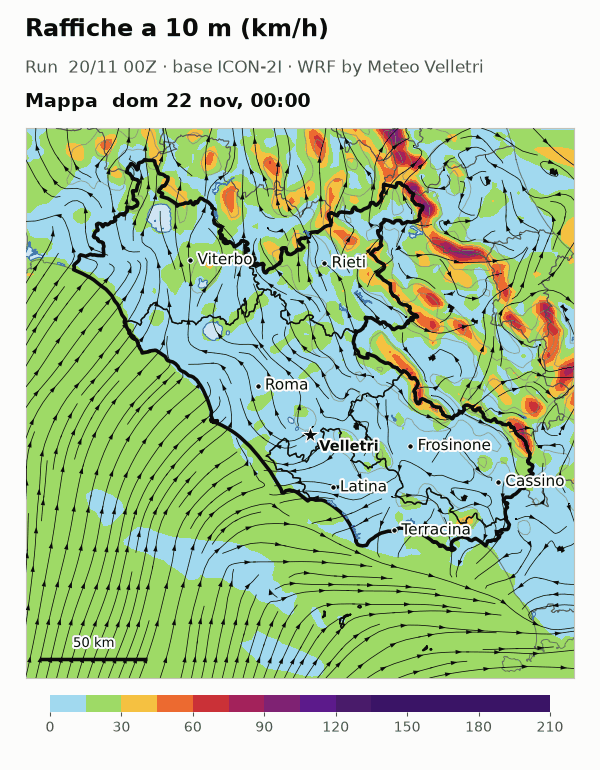 Raffiche a 10 m (km/h)
Run 20/11 00Z · base ICON-2I · WRF by Meteo Velletri
Mappa dom 22 nov, 00:00
Viterbo
Rieti
Roma
Velletri
Frosinone
Cassino
Latina
Terracina
50 km
0 30 60 90 120 150 180 210